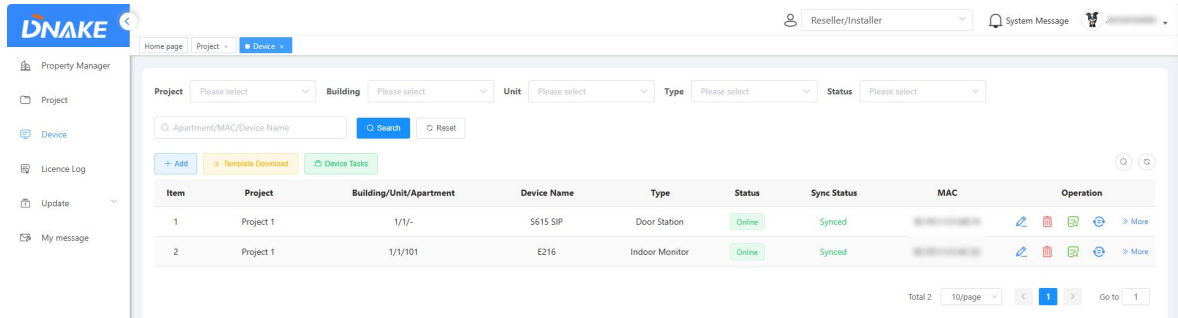 DNAKE
Reseller/Installer
System Message
Home page
Project ×
Device ×
Property Manager
Project
Device
Licence Log
Update
My message
Project Please select Building Please select Unit Please select Type Please select Status Please select
Apartment/MAC/Device Name Search Reset
+ Add Template Download Device Tasks
Item Project Building/Unit/Apartment Device Name Type Status Sync Status MAC Operation
1 Project 1 1/1/- S615 SIP Door Station Online Synced » More
2 Project 1 1/1/101 E216 Indoor Monitor Online Synced » More
Total 2 10/page < 1 > Go to 1